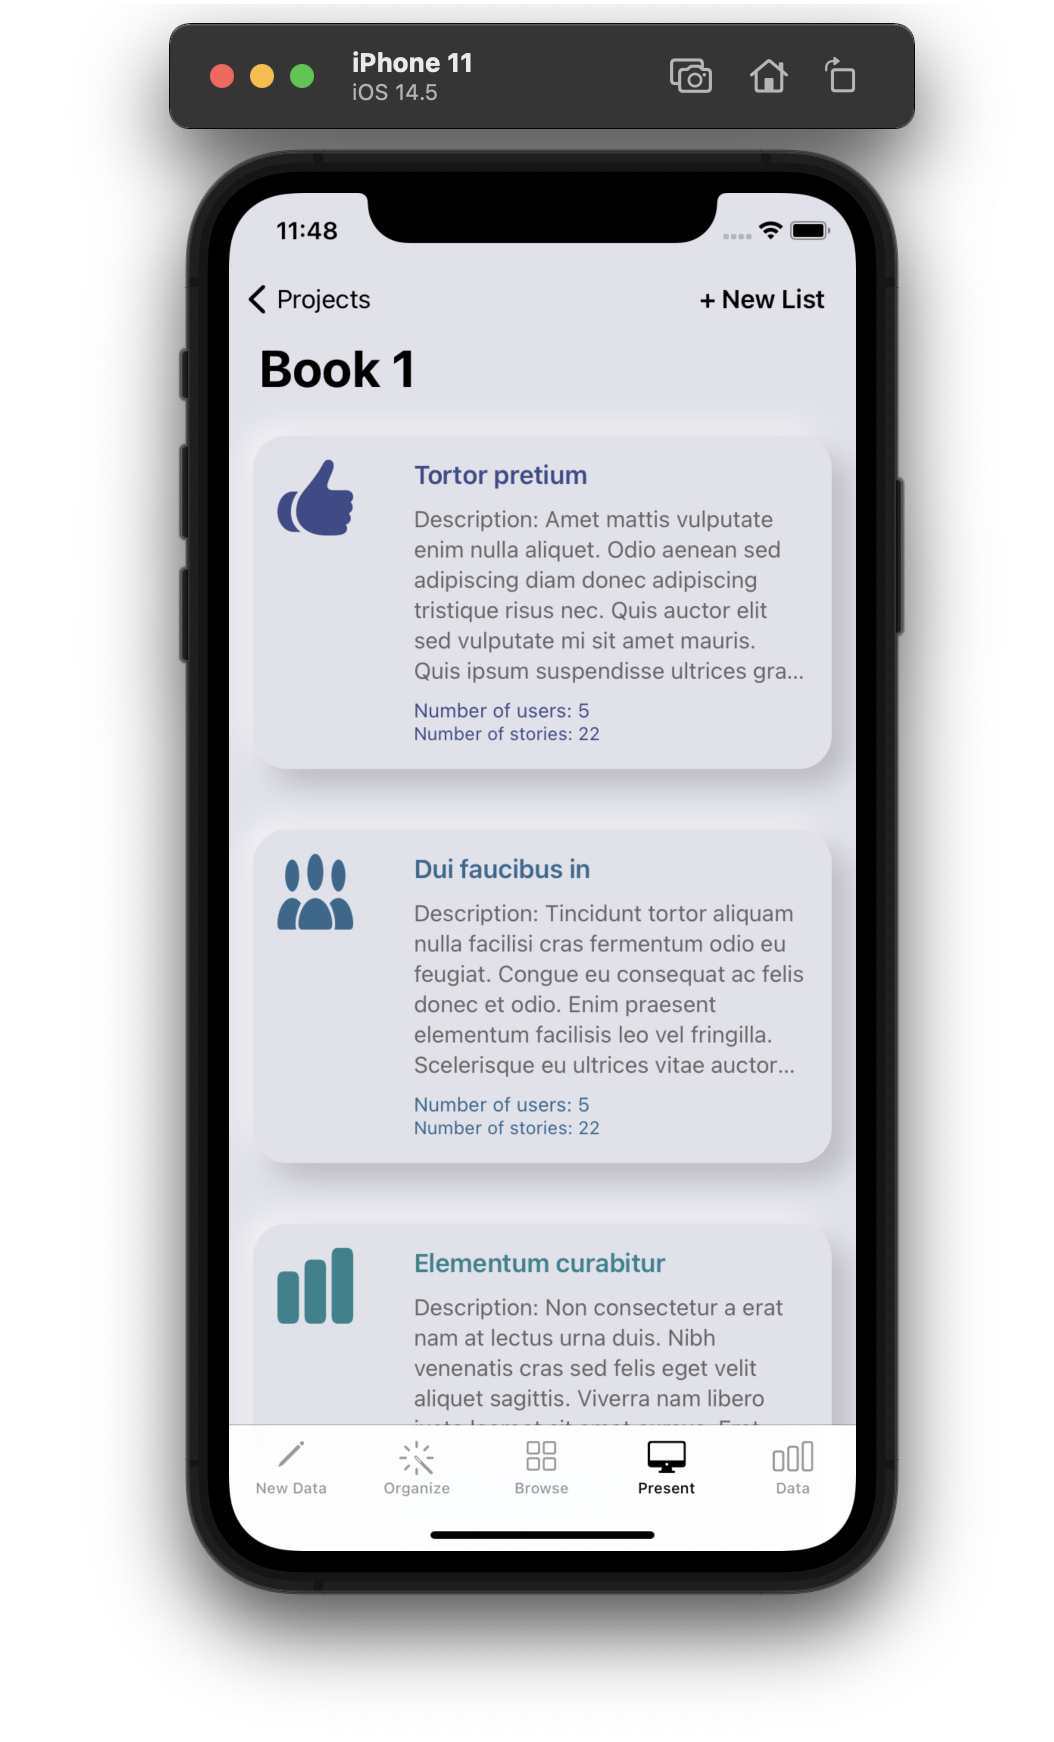 iPhone 11
iOS 14.5
11:48
Projects
+ New List
Book 1
Tortor pretium
Description: Amet mattis vulputate
enim nulla aliquet. Odio aenean sed
adipiscing diam donec adipiscing
tristique risus nec. Quis auctor elit
sed vulputate mi sit amet mauris.
Quis ipsum suspendisse ultrices gra...
Number of users: 5
Number of stories: 22
Dui faucibus in
Description: Tincidunt tortor aliquam
nulla facilisi cras fermentum odio eu
feugiat. Congue eu consequat ac felis
donec et odio. Enim praesent
elementum facilisis leo vel fringilla.
Scelerisque eu ultrices vitae auctor...
Number of users: 5
Number of stories: 22
Elementum curabitur
Description: Non consectetur a erat
nam at lectus urna duis. Nibh
venenatis cras sed felis eget velit
aliquet sagittis. Viverra nam libero
New Data
Organize
Browse
Present
Data